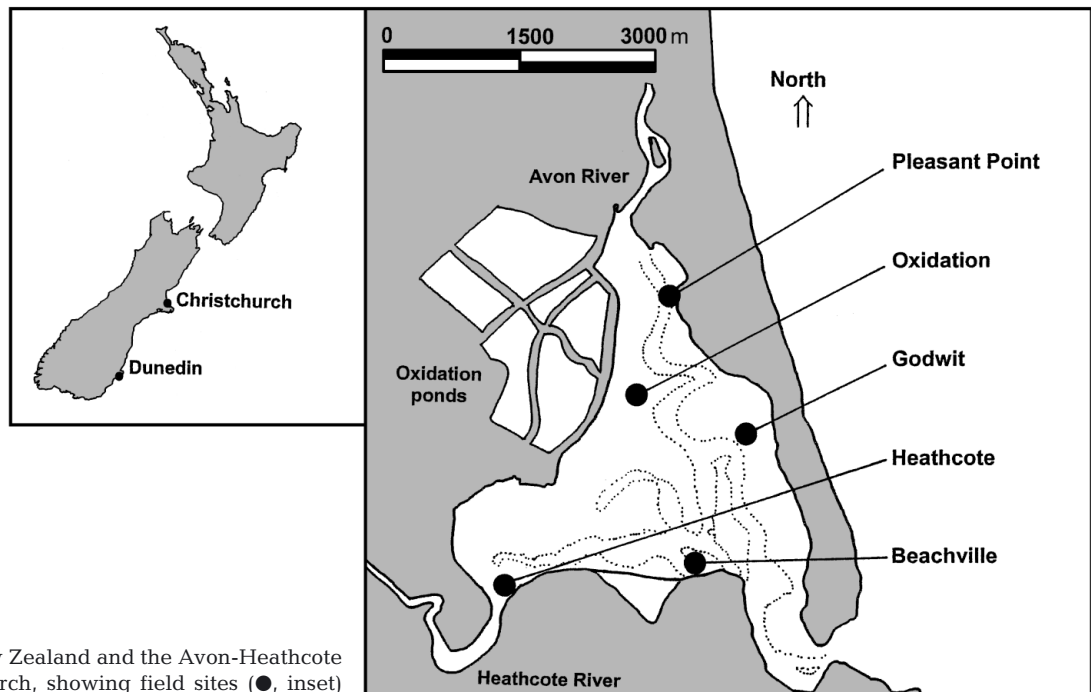 0 1500 3000 m
North
Pleasant Point
Avon River
Oxidation
Christchurch
Godwit
Dunedin
Oxidation
ponds
Heathcote
Beachville
Zealand and the Avon-Heathcote
showing field sites (●, inset)
Heathcote River